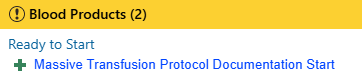 Blood Products (2)
Ready to Start
Massive Transfusion Protocol Documentation Start